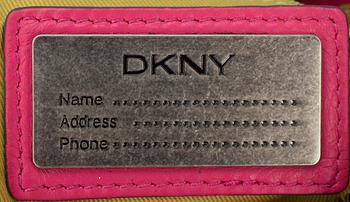 DKNY
Name ........................
Address ........................
Phone ........................